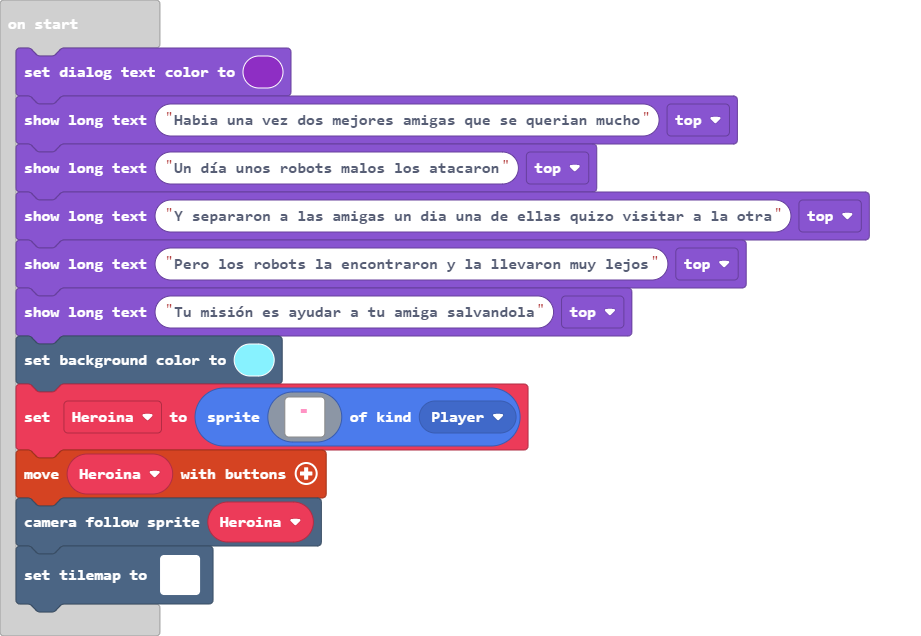 on start
set dialog text color to
show long text "Habia una vez dos mejores amigas que se querian mucho" top
show long text "Un día unos robots malos los atacaron" top
show long text "Y separaron a las amigas un dia una de ellas quizo visitar a la otra" top
show long text "Pero los robots la encontraron y la llevaron muy lejos" top
show long text "Tu misión es ayudar a tu amiga salvandola" top
set background color to
set Heroina to sprite of kind Player
move Heroina with buttons
camera follow sprite Heroina
set tilemap to